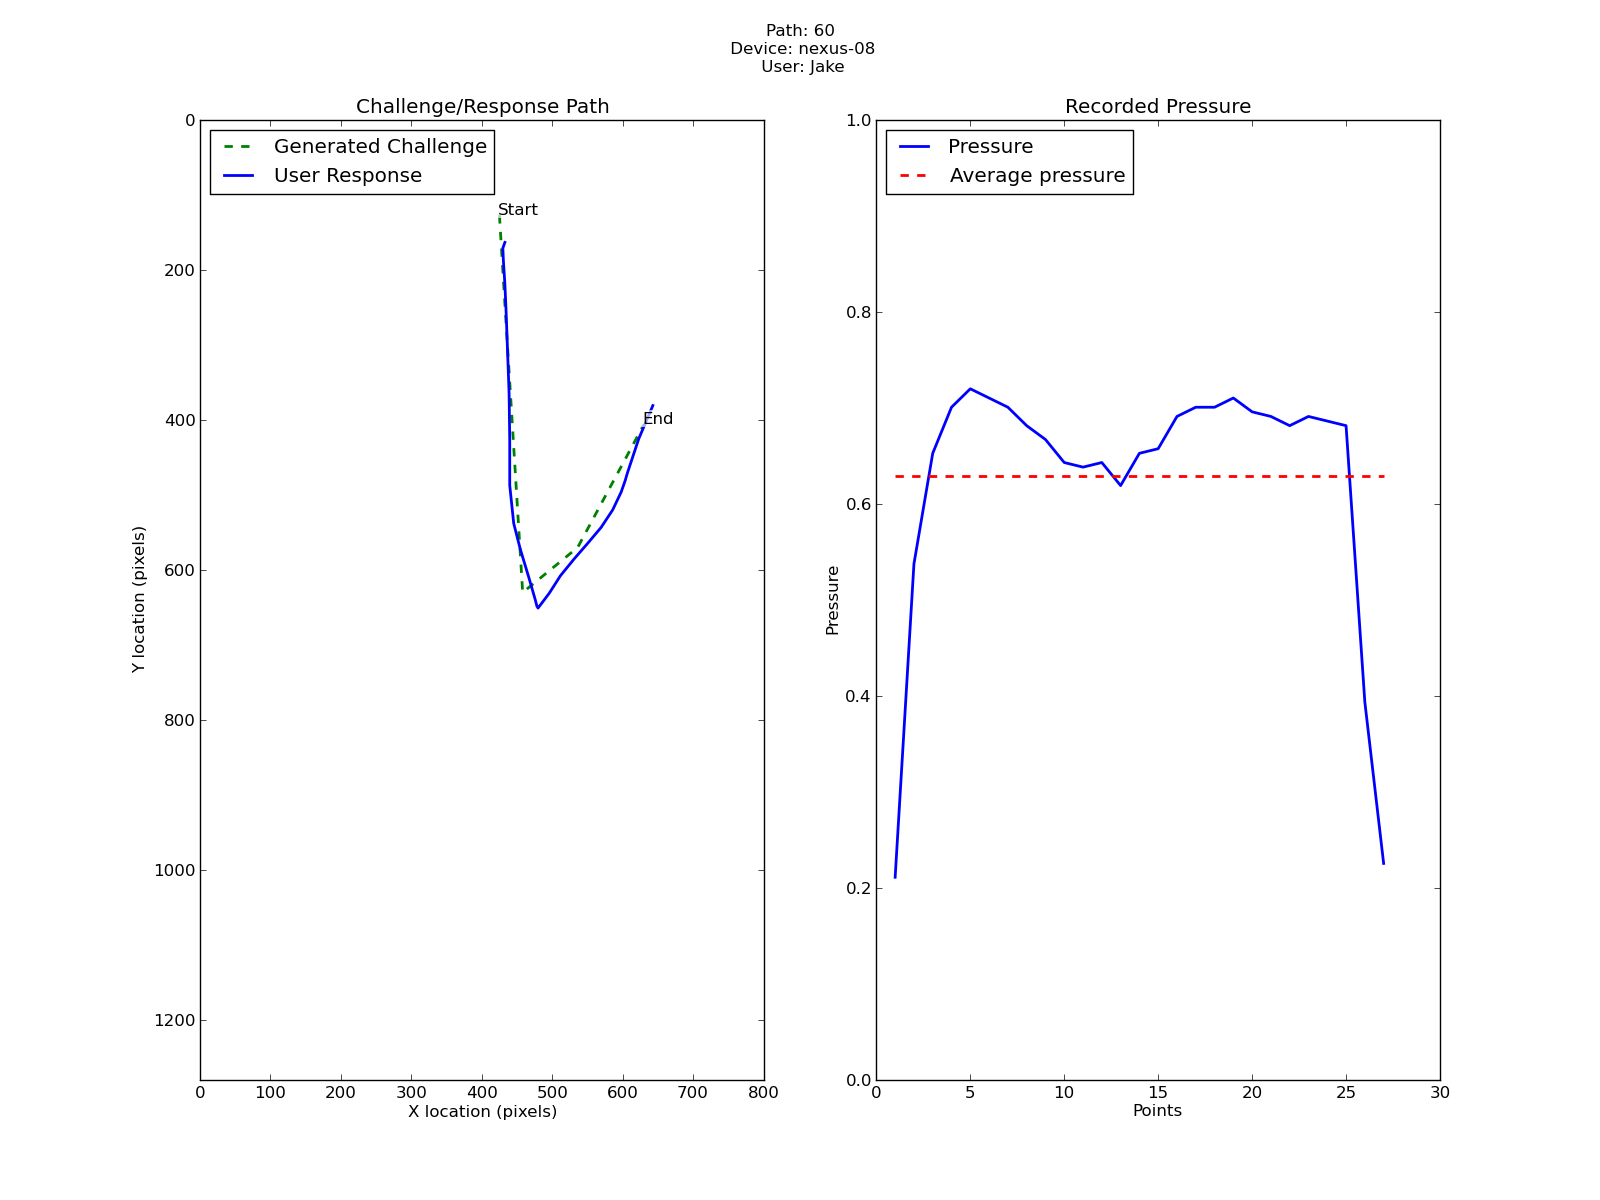 Path: 60
Device: nexus-08
User: Jake
Challenge/Response Path
Generated Challenge
User Response
Start
End
0
200
400
600
800
1000
1200
Y location (pixels)
0 100 200 300 400 500 600 700 800
X location (pixels)
Recorded Pressure
Pressure
Average pressure
1.0
0.8
0.6
0.4
0.2
0.0
Pressure
0 5 10 15 20 25 30
Points